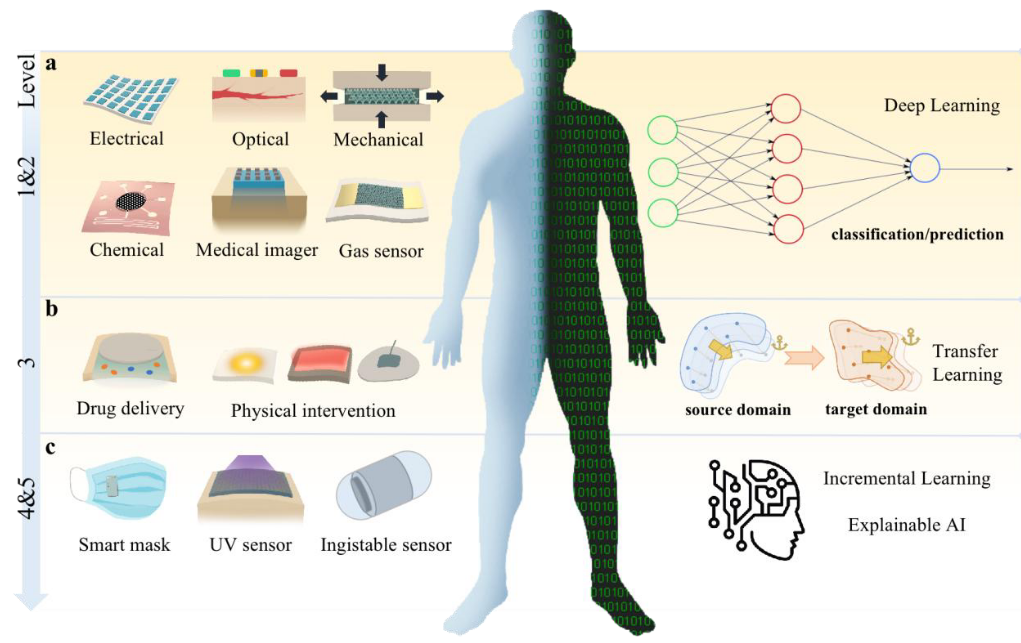 Level
1&2
3
4&5
a
Electrical
Optical
Mechanical
Chemical
Medical imager
Gas sensor
Deep Learning
classification/prediction
b
Drug delivery
Physical intervention
source domain
target domain
Transfer
Learning
c
Smart mask
UV sensor
Ingistable sensor
Incremental Learning
Explainable AI